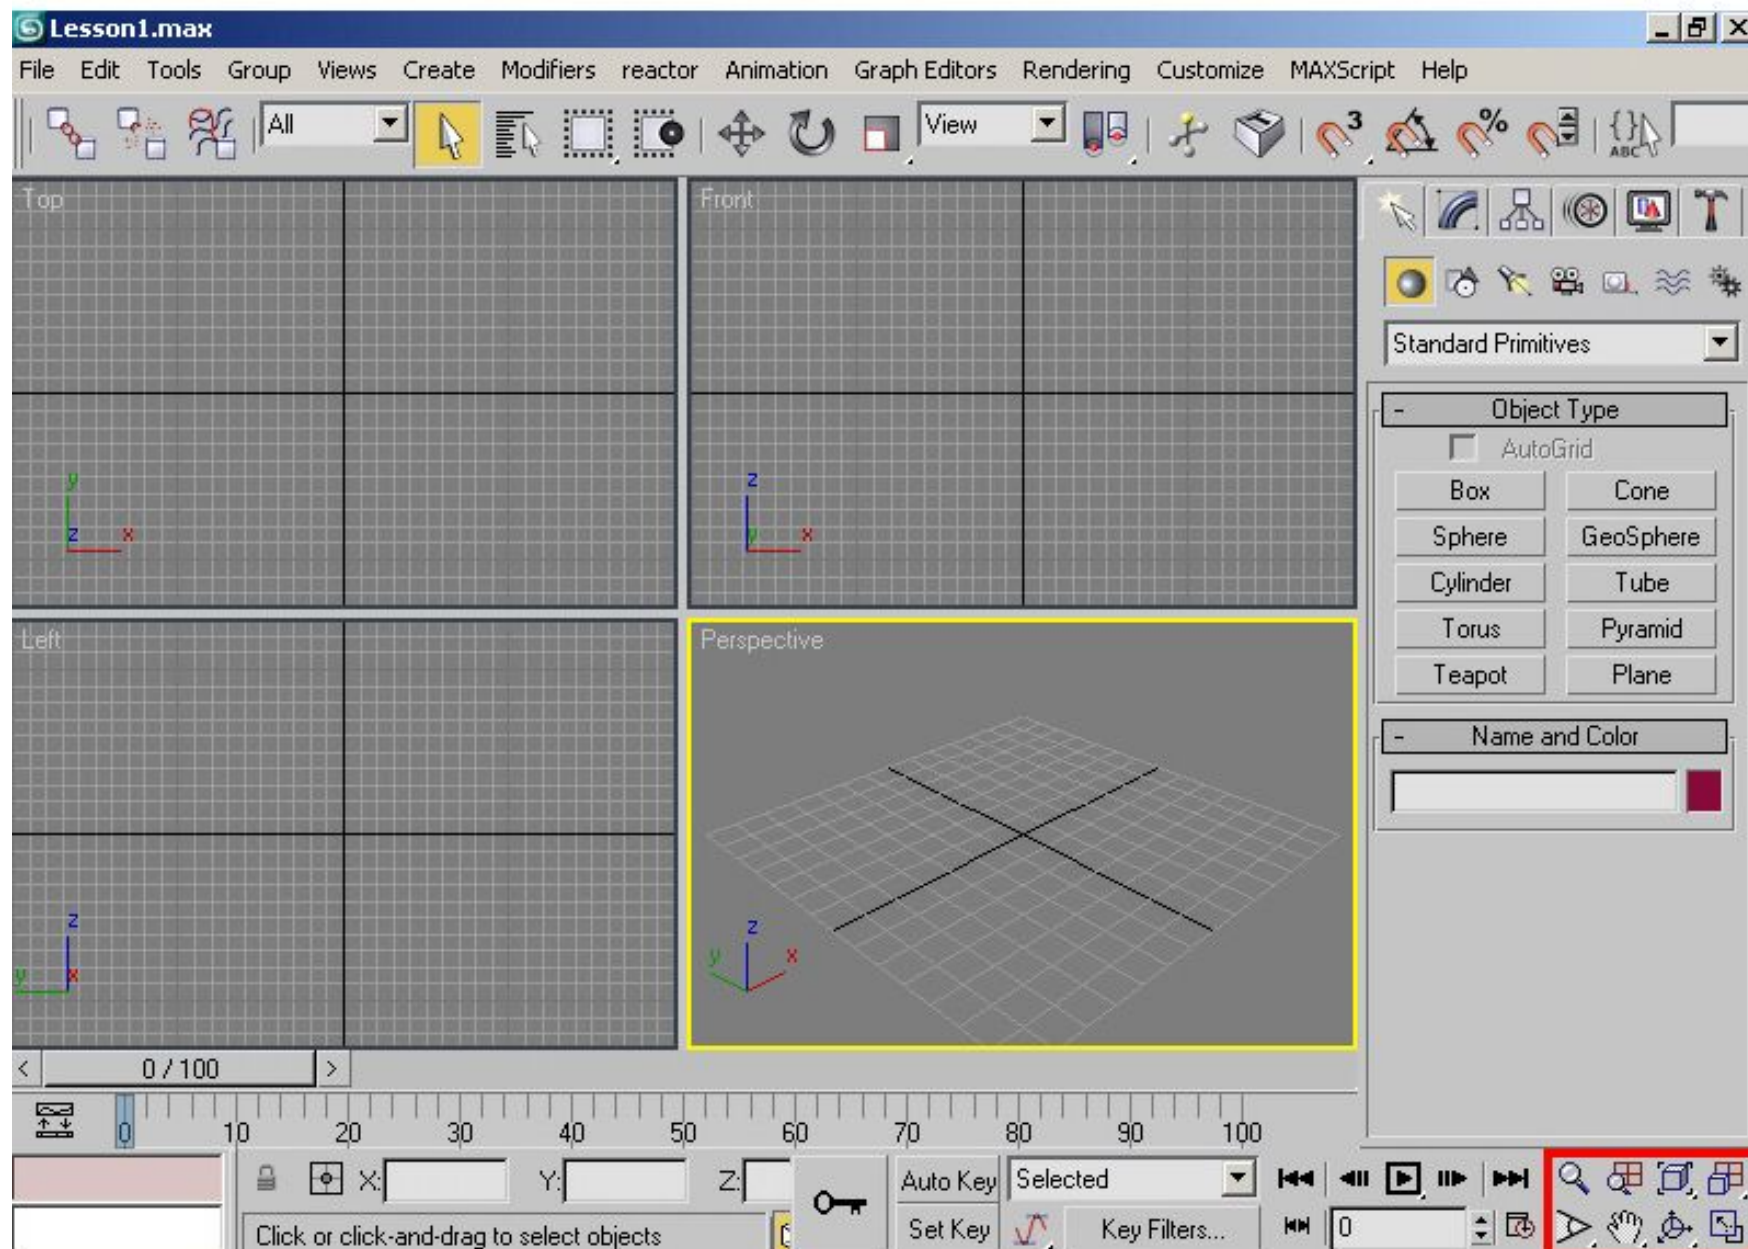 Lesson1.max
File Edit Tools Group Views Create Modifiers reactor Animation Graph Editors Rendering Customize MAXScript Help
All View 3 % ABC
Top Front
y z x
z y x
Standard Primitives
- Object Type
AutoGrid
Box Cone
Sphere GeoSphere
Cylinder Tube
Torus Pyramid
Teapot Plane
- Name and Color
Left Perspective
z y x
z y x
< 0 / 100 >
0 10 20 30 40 50 60 70 80 90 100
X: Y: Z: Auto Key Selected
Click or click-and-drag to select objects Set Key Key Filters... 0